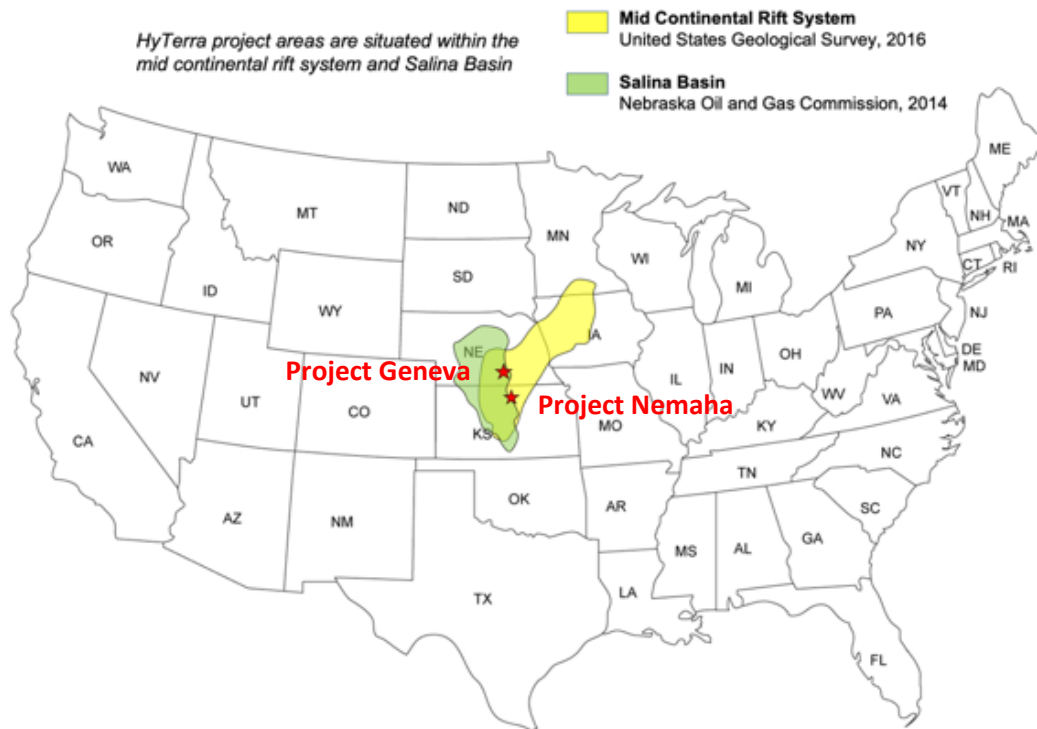 HyTerra project areas are situated within the
mid continental rift system and Salina Basin
Mid Continental Rift System
United States Geological Survey, 2016
Salina Basin
Nebraska Oil and Gas Commission, 2014
WA
MT
ND
MN
ME
VT
NH
MA
OR
ID
SD
WI
MI
NY
CT
RI
WY
IA
PA
NJ
NE
OH
DE
MD
Project Geneva
NV
UT
CO
IL
IN
WV
VA
Project Nemaha
CA
KS
MO
KY
NC
TN
AZ
NM
OK
AR
SC
MS
AL
GA
TX
LA
FL